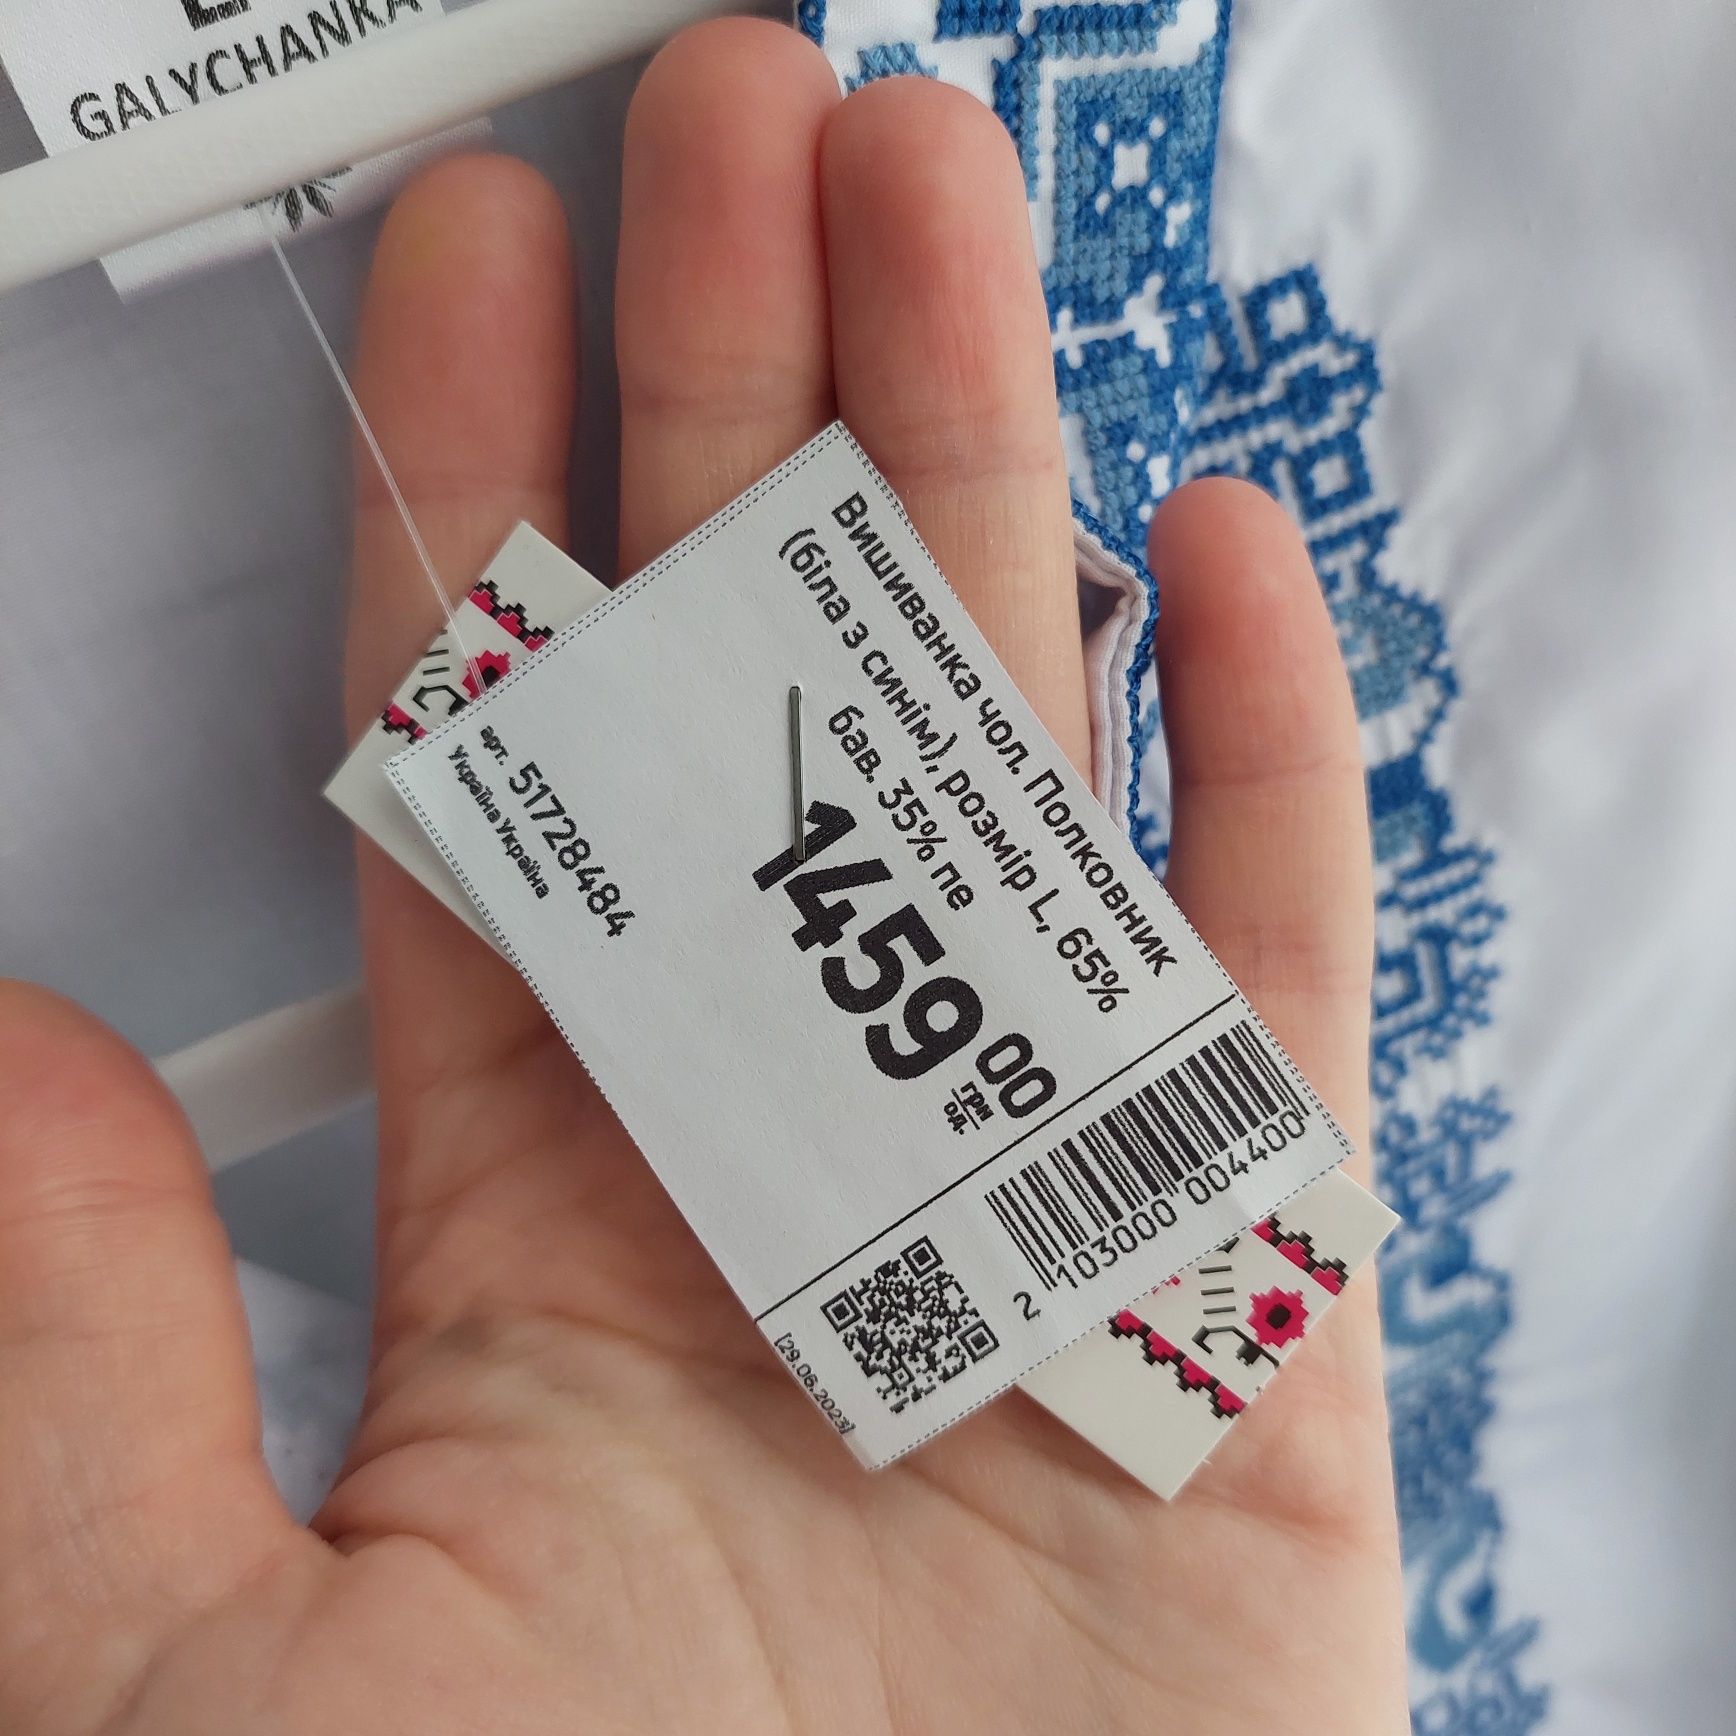 GALYCHANKA
Вишиванка чол. Полковник
(біла з синім), розмір L, 65%
бав. 35% пе
1459 00
грн
од.
арт. 51728484
Україна Україна
2 103000 004400
[29.06.2023]